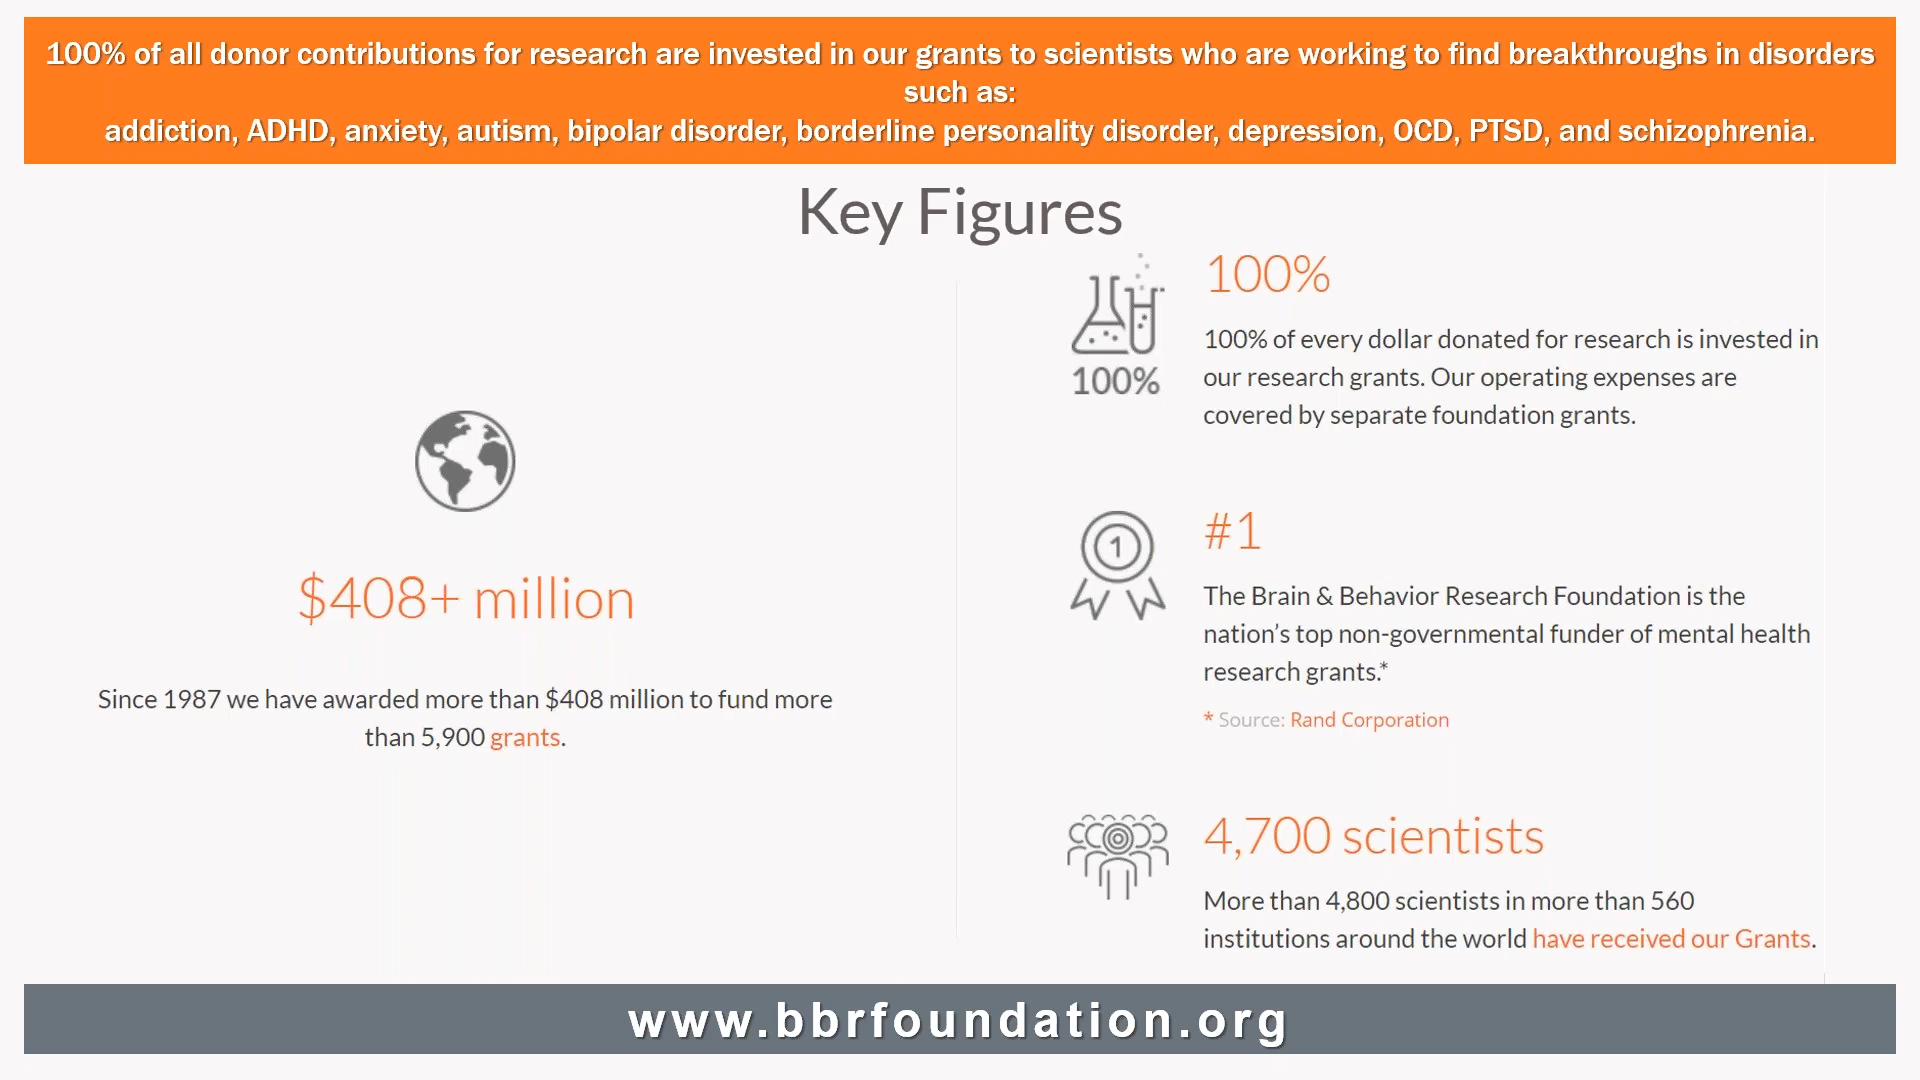 100% of all donor contributions for research are invested in our grants to scientists who are working to find breakthroughs in disorders
such as:
addiction, ADHD, anxiety, autism, bipolar disorder, borderline personality disorder, depression, OCD, PTSD, and schizophrenia.
Key Figures
$408+ million
Since 1987 we have awarded more than $408 million to fund more
than 5,900 grants.
100%
100%
100% of every dollar donated for research is invested in
our research grants. Our operating expenses are
covered by separate foundation grants.
1
#1
The Brain & Behavior Research Foundation is the
nation’s top non-governmental funder of mental health
research grants.*
* Source: Rand Corporation
4,700 scientists
More than 4,800 scientists in more than 560
institutions around the world have received our Grants.
www.bbrfoundation.org